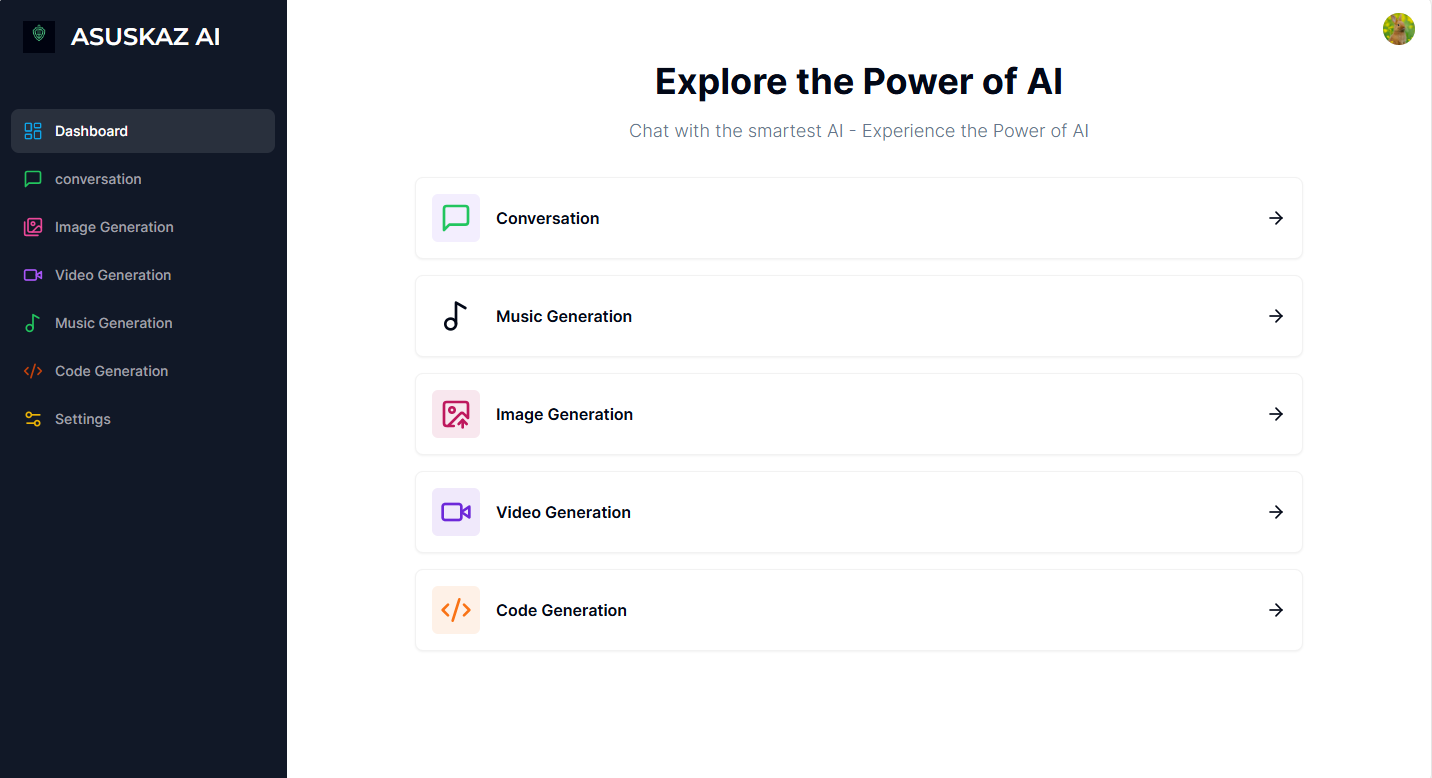 ASUSKAZ AI
Dashboard
conversation
Image Generation
Video Generation
Music Generation
Code Generation
Settings
Explore the Power of AI
Chat with the smartest AI - Experience the Power of AI
Conversation
Music Generation
Image Generation
Video Generation
Code Generation